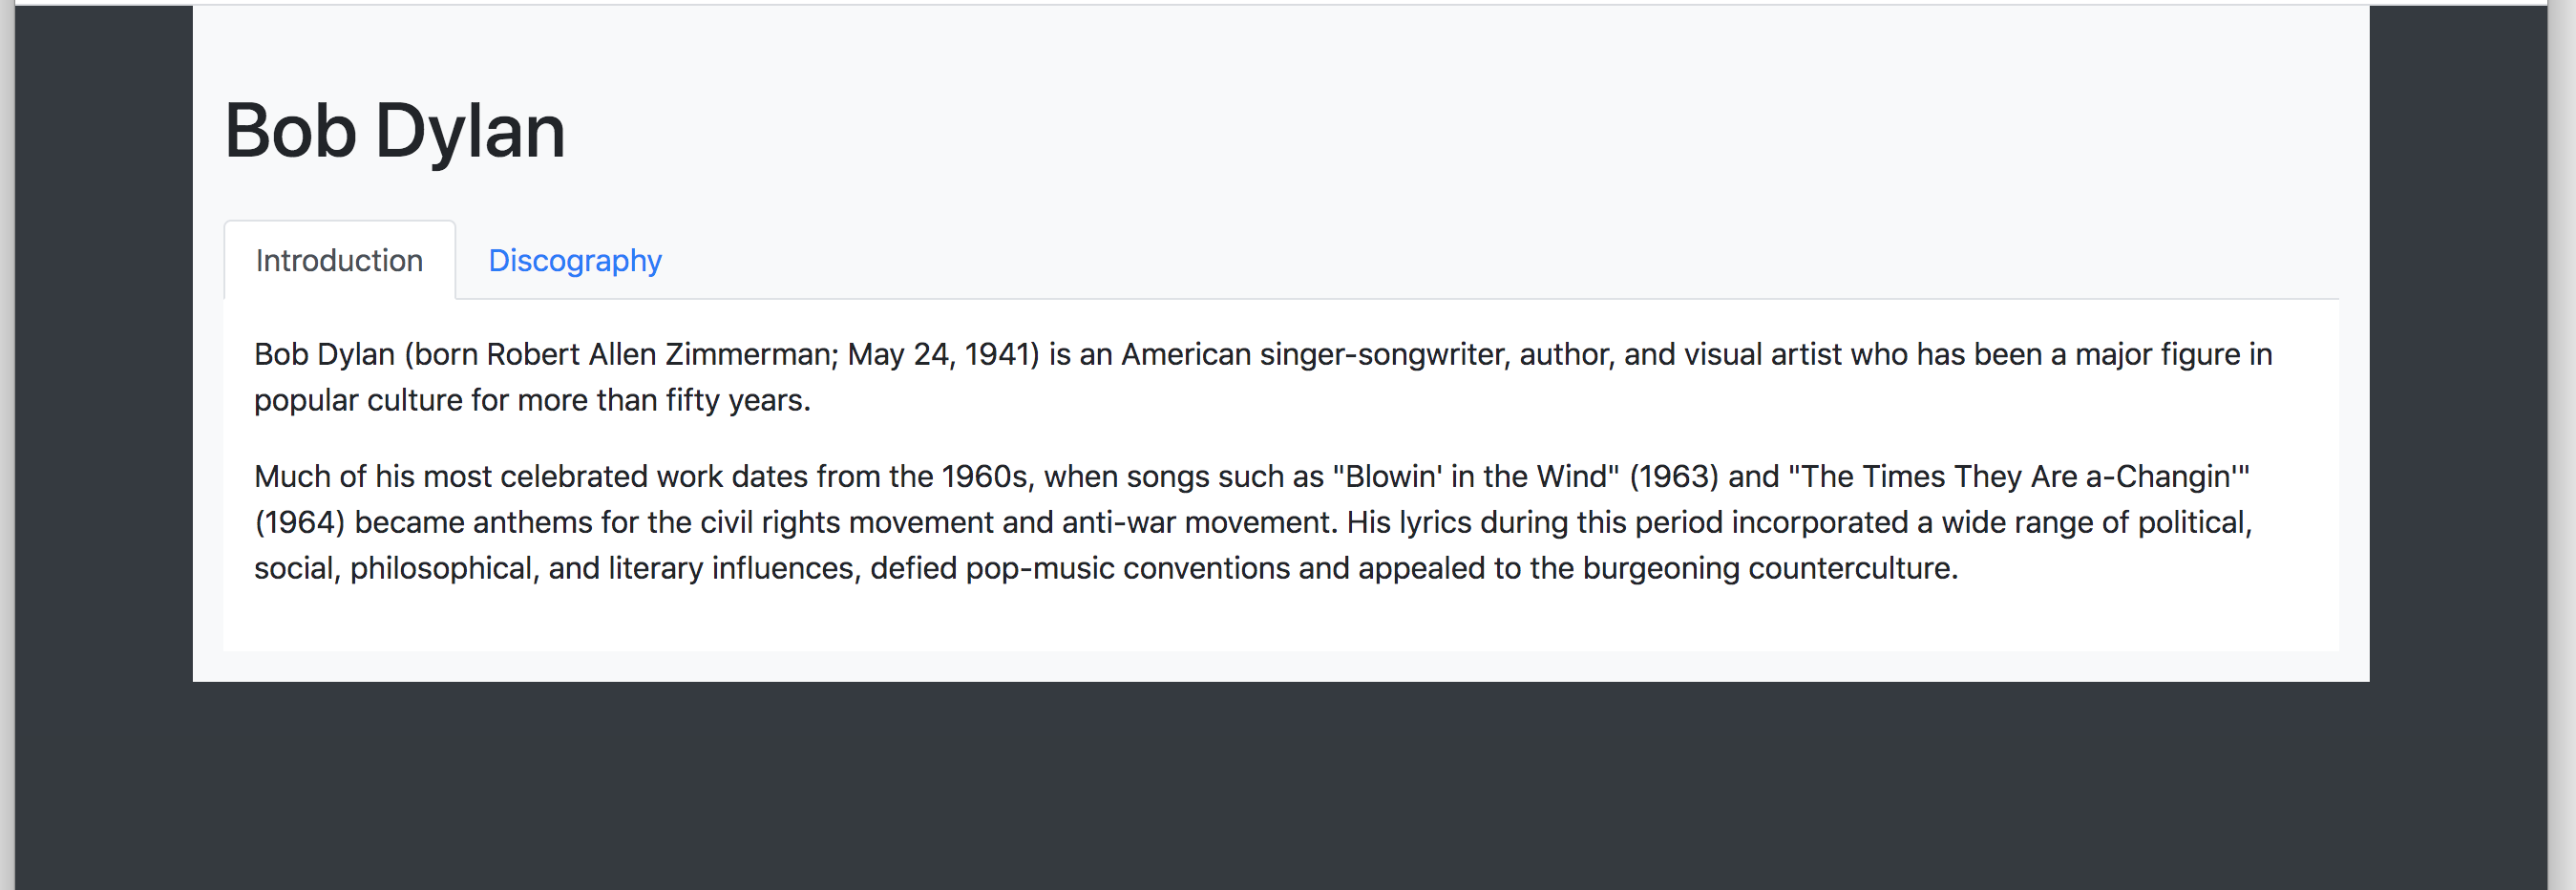 Bob Dylan
Introduction Discography
Bob Dylan (born Robert Allen Zimmerman; May 24, 1941) is an American singer-songwriter, author, and visual artist who has been a major figure in
popular culture for more than fifty years.
Much of his most celebrated work dates from the 1960s, when songs such as "Blowin' in the Wind" (1963) and "The Times They Are a-Changin'"
(1964) became anthems for the civil rights movement and anti-war movement. His lyrics during this period incorporated a wide range of political,
social, philosophical, and literary influences, defied pop-music conventions and appealed to the burgeoning counterculture.